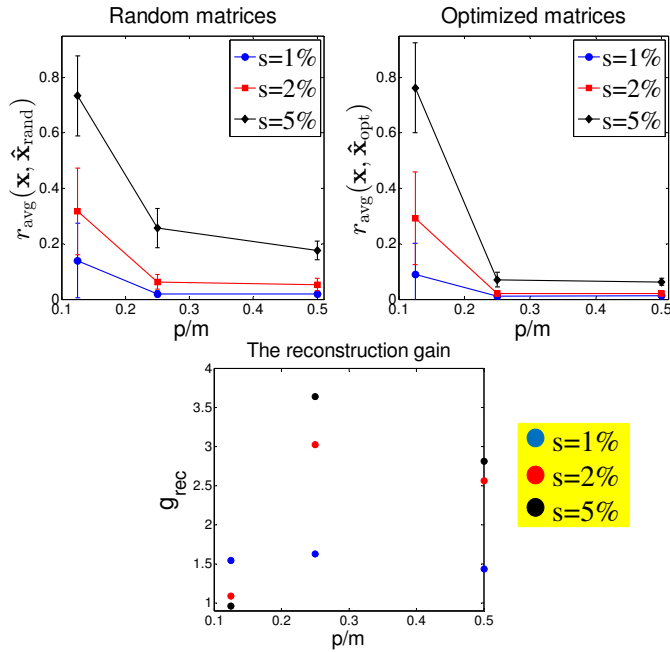 Random matrices
r_avg(x, x̂_rand)
0.8
0.6
0.4
0.2
0
0.1 0.2 0.3 0.4 0.5
p/m
s=1%
s=2%
s=5%
Optimized matrices
r_avg(x, x̂_opt)
0.8
0.6
0.4
0.2
0
0.1 0.2 0.3 0.4 0.5
p/m
s=1%
s=2%
s=5%
The reconstruction gain
g_rec
4
3.5
3
2.5
2
1.5
1
0.1 0.2 0.3 0.4 0.5
p/m
s=1%
s=2%
s=5%